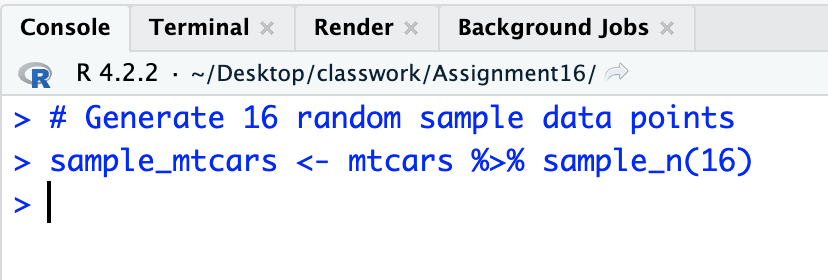 Console Terminal × Render × Background Jobs ×
R R 4.2.2 · ~/Desktop/classwork/Assignment16/
> # Generate 16 random sample data points
> sample_mtcars <- mtcars %>% sample_n(16)
>